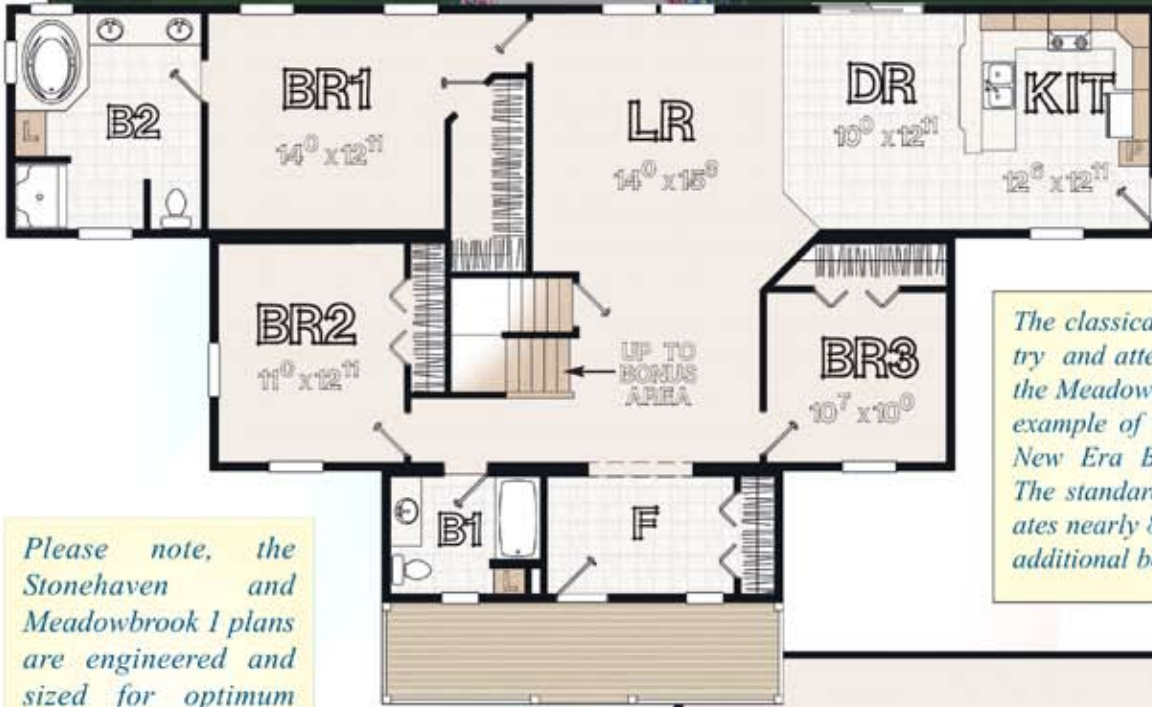 B2
L
BR1
14⁰ x 12¹¹
LR
14⁰ x 15⁶
DR
10⁰ x 12¹¹
KIT
12⁶ x 12¹¹
P
BR2
11⁰ x 12¹¹
UP TO
BONUS
AREA
BR3
10⁷ x 10⁰
B1
L
F
The classica
try and atte
the Meadow
example of
New Era B
The standar
ates nearly 8
additional b
Please note, the
Stonehaven and
Meadowbrook 1 plans
are engineered and
sized for optimum